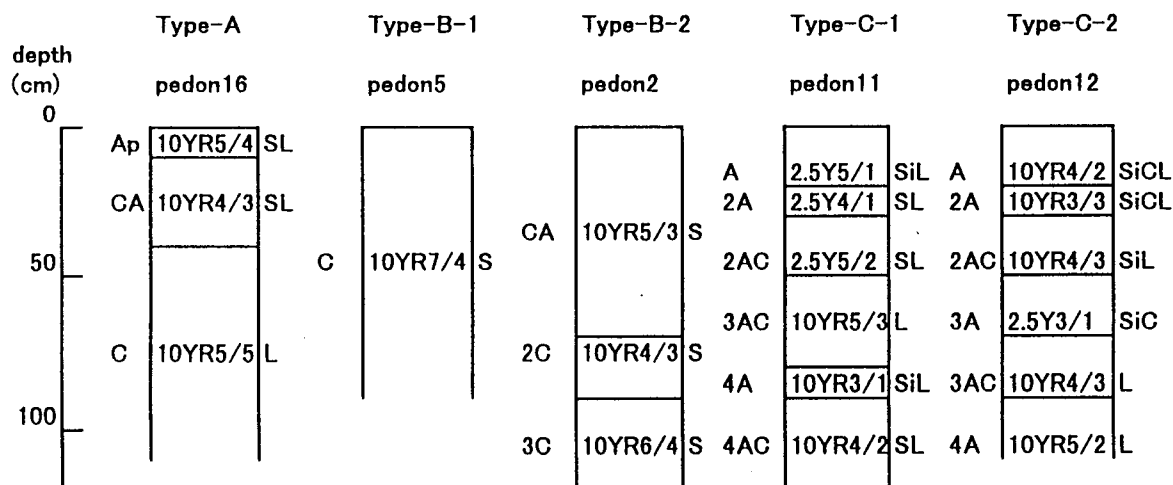 Type-A Type-B-1 Type-B-2 Type-C-1 Type-C-2
depth
(cm) pedon16 pedon5 pedon2 pedon11 pedon12
0
Ap 10YR5/4 SL
A 2.5Y5/1 SiL A 10YR4/2 SiCL
CA 10YR4/3 SL 2A 2.5Y4/1 SL 2A 10YR3/3 SiCL
CA 10YR5/3 S
50 C 10YR7/4 S 2AC 2.5Y5/2 SL 2AC 10YR4/3 SiL
3AC 10YR5/3 L 3A 2.5Y3/1 SiC
C 10YR5/5 L 2C 10YR4/3 S
4A 10YR3/1 SiL 3AC 10YR4/3 L
100
3C 10YR6/4 S 4AC 10YR4/2 SL 4A 10YR5/2 L